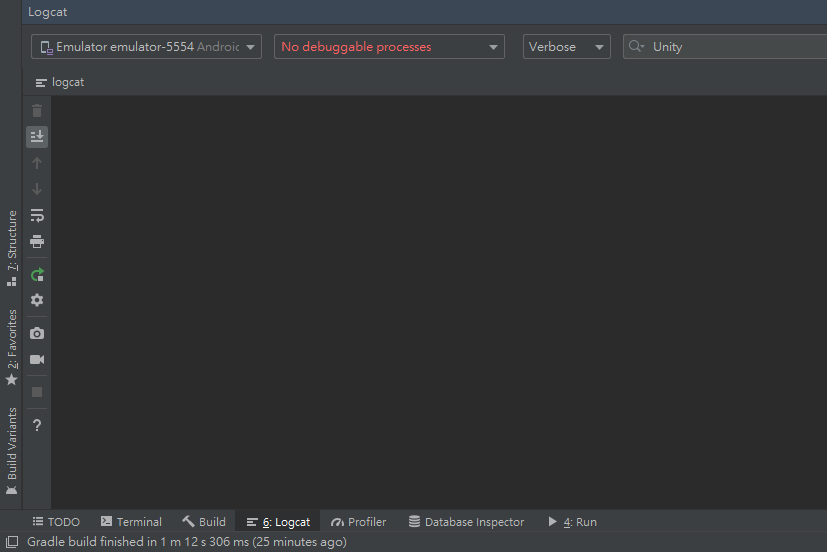 Logcat
Emulator emulator-5554 Android
No debuggable processes
Verbose
Unity
logcat
7: Structure
2: Favorites
Build Variants
?
TODO
Terminal
Build
6: Logcat
Profiler
Database Inspector
4: Run
Gradle build finished in 1 m 12 s 306 ms (25 minutes ago)